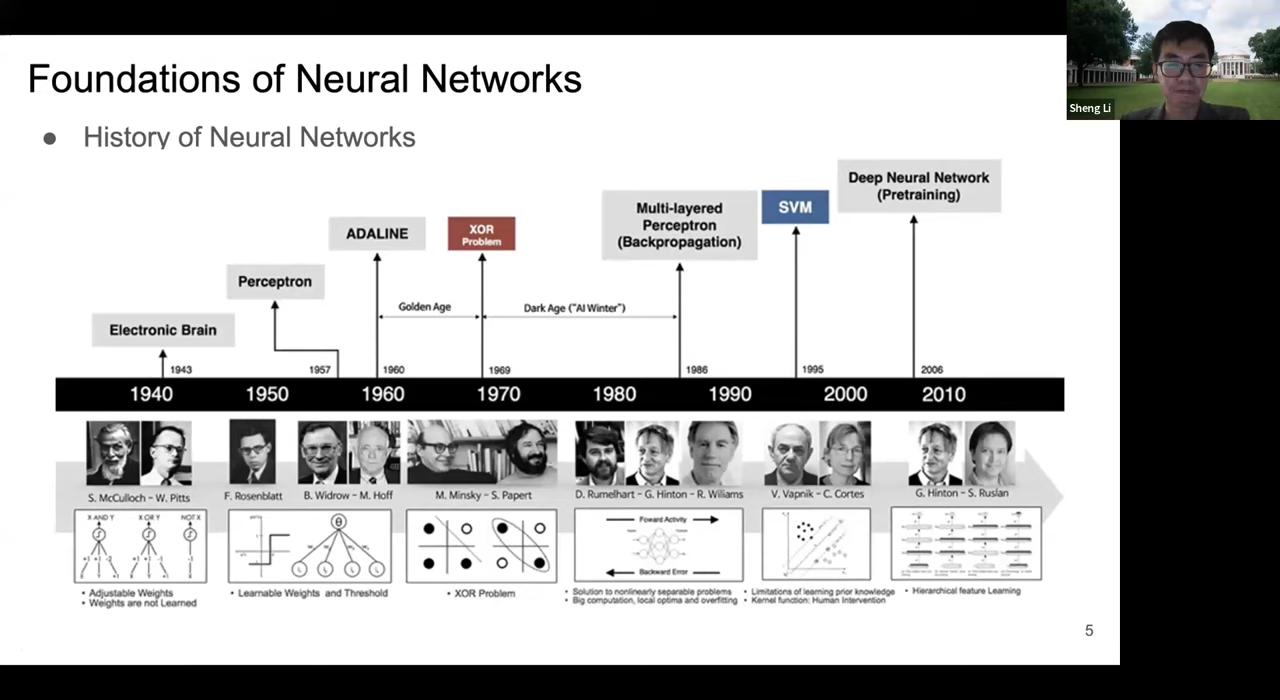 Foundations of Neural Networks
Sheng Li
● History of Neural Networks
Deep Neural Network
(Pretraining)
SVM
Multi-layered
Perceptron
(Backpropagation)
XOR
Problem
ADALINE
Perceptron
Electronic Brain
Golden Age
Dark Age ("AI Winter")
1943
1957
1960
1969
1986
1995
2006
1940
1950
1960
1970
1980
1990
2000
2010
S. McCulloch – W. Pitts
F. Rosenblatt
B. Widrow – M. Hoff
M. Minsky – S. Papert
D. Rumelhart – G. Hinton – R. Wiliams
V. Vapnik – C. Cortes
G. Hinton – S. Ruslan
X AND Y
X OR Y
NOT X
Foward Activity
Backward Error
• Adjustable Weights
• Weights are not Learned
• Learnable Weights and Threshold
• XOR Problem
• Solution to nonlinearly separable problems
• Big computation, local optima and overfitting
• Limitations of learning prior knowledge
• Kernel function: Human Intervention
• Hierarchical feature Learning
5